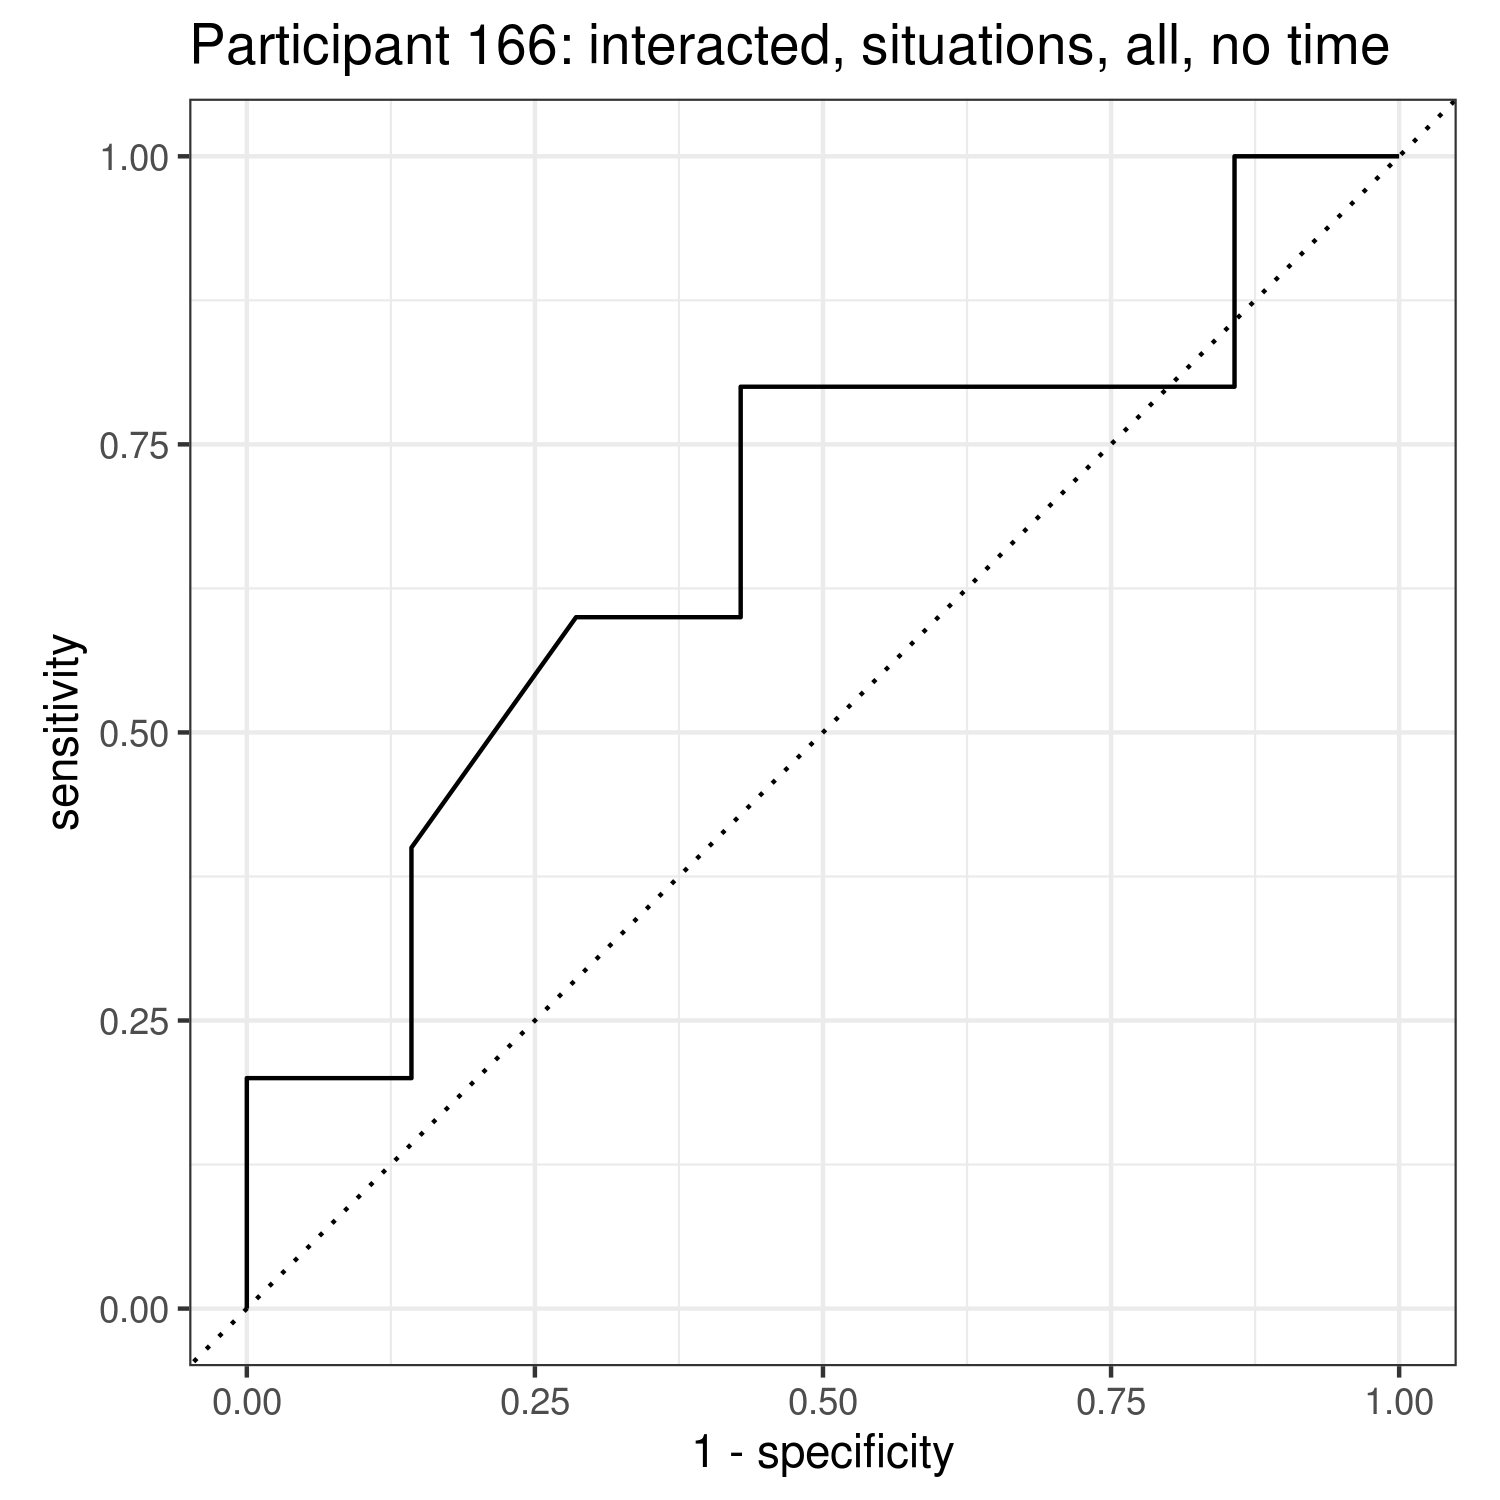 Participant 166: interacted, situations, all, no time
1.00
0.75
0.50
0.25
0.00
sensitivity
0.00 0.25 0.50 0.75 1.00
1 - specificity